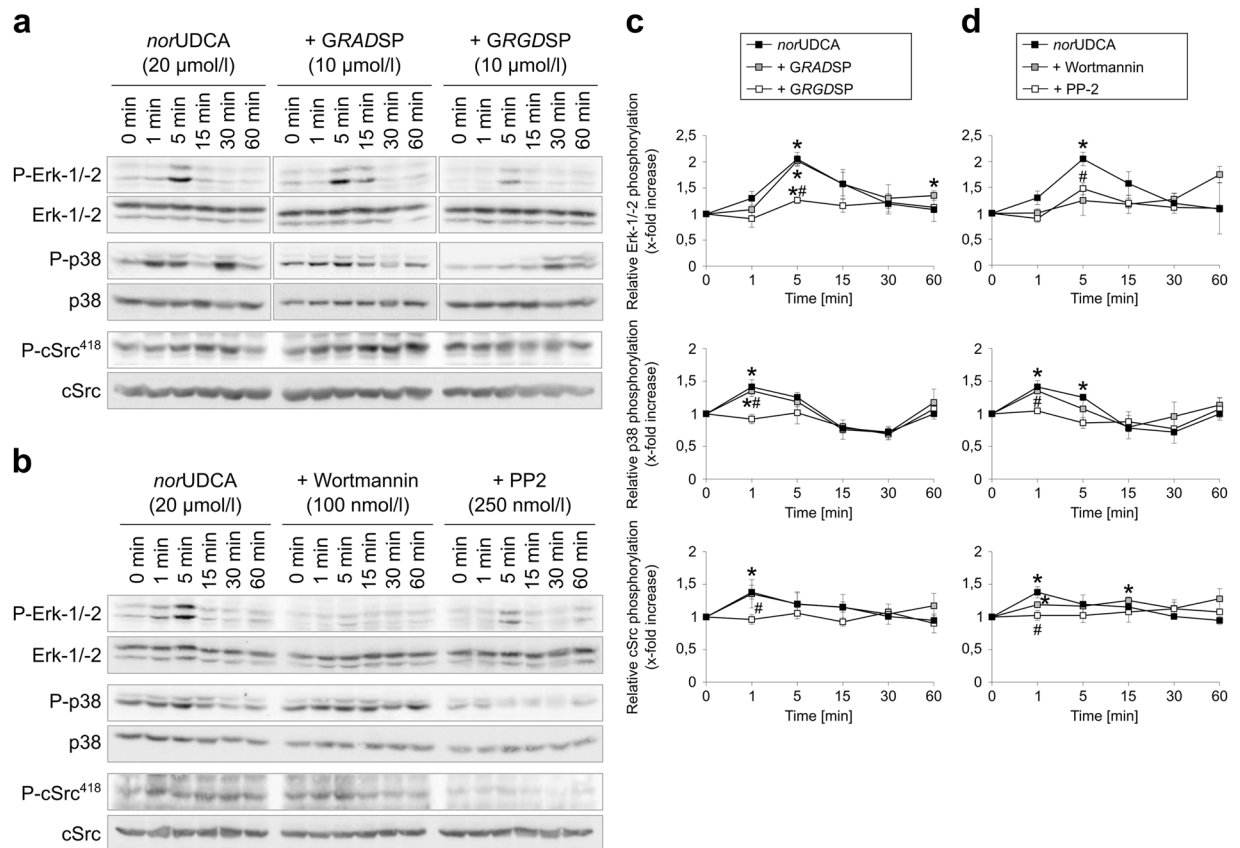 a
norUDCA
(20 µmol/l)
+ GRADSP
(10 µmol/l)
+ GRGDSP
(10 µmol/l)
0 min 1 min 5 min 15 min 30 min 60 min 0 min 1 min 5 min 15 min 30 min 60 min 0 min 1 min 5 min 15 min 30 min 60 min
P-Erk-1/-2
Erk-1/-2
P-p38
p38
P-cSrc⁴¹⁸
cSrc
b
norUDCA
(20 µmol/l)
+ Wortmannin
(100 nmol/l)
+ PP2
(250 nmol/l)
0 min 1 min 5 min 15 min 30 min 60 min 0 min 1 min 5 min 15 min 30 min 60 min 0 min 1 min 5 min 15 min 30 min 60 min
P-Erk-1/-2
Erk-1/-2
P-p38
p38
P-cSrc⁴¹⁸
cSrc
c
norUDCA
+ GRADSP
+ GRGDSP
Relative Erk-1/-2 phosphorylation
(x-fold increase)
2,5
2
1,5
1
0,5
0
*
*
*#
*
0 1 5 15 30 60
Time [min]
Relative p38 phosphorylation
(x-fold increase)
2
1,5
1
0,5
0
*
*#
0 1 5 15 30 60
Time [min]
Relative cSrc phosphorylation
(x-fold increase)
2
1,5
1
0,5
0
*
#
0 1 5 15 30 60
Time [min]
d
norUDCA
+ Wortmannin
+ PP-2
2,5
2
1,5
1
0,5
0
*
#
0 1 5 15 30 60
Time [min]
2
1,5
1
0,5
0
* *
#
0 1 5 15 30 60
Time [min]
2
1,5
1
0,5
0
* *
*
#
0 1 5 15 30 60
Time [min]